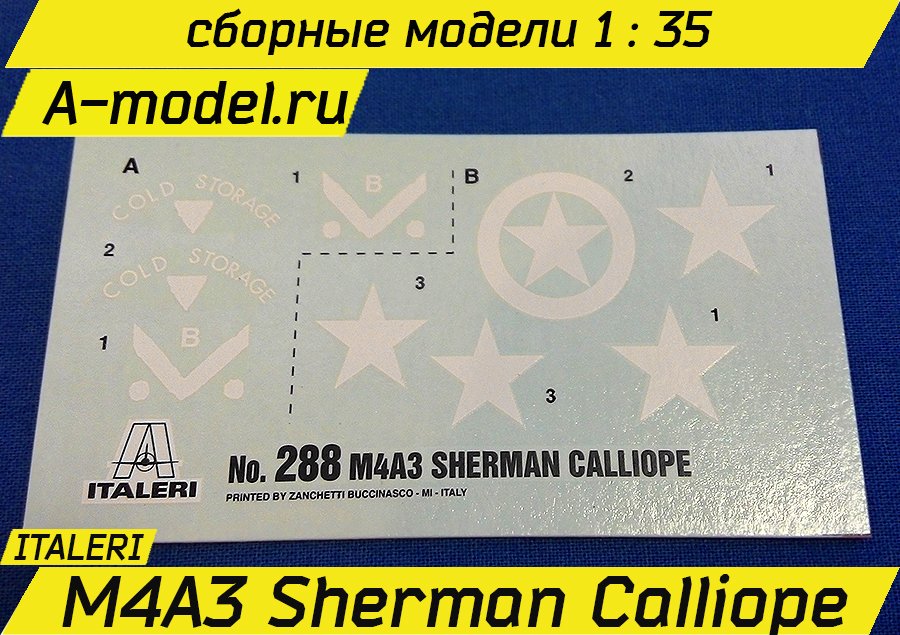 сборные модели 1 : 35
A-model.ru
A
COLD STORAGE
1
B
B
2
1
2
COLD STORAGE
3
1
B
1
3
ITALERI
No. 288 M4A3 SHERMAN CALLIOPE
PRINTED BY ZANCHETTI BUCCINASCO - MI - ITALY
ITALERI
M4A3 Sherman Calliope